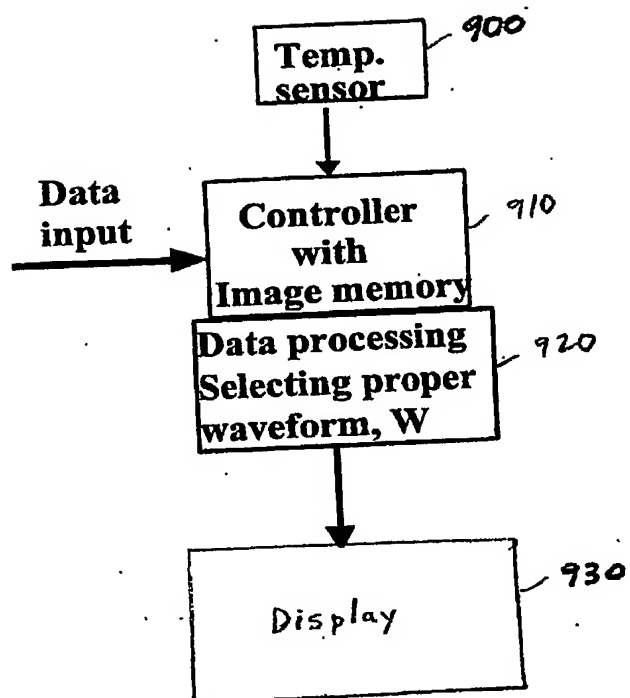 900
Temp.
sensor
Data
input
Controller
with
Image memory
910
Data processing
Selecting proper
waveform, W
920
Display
930